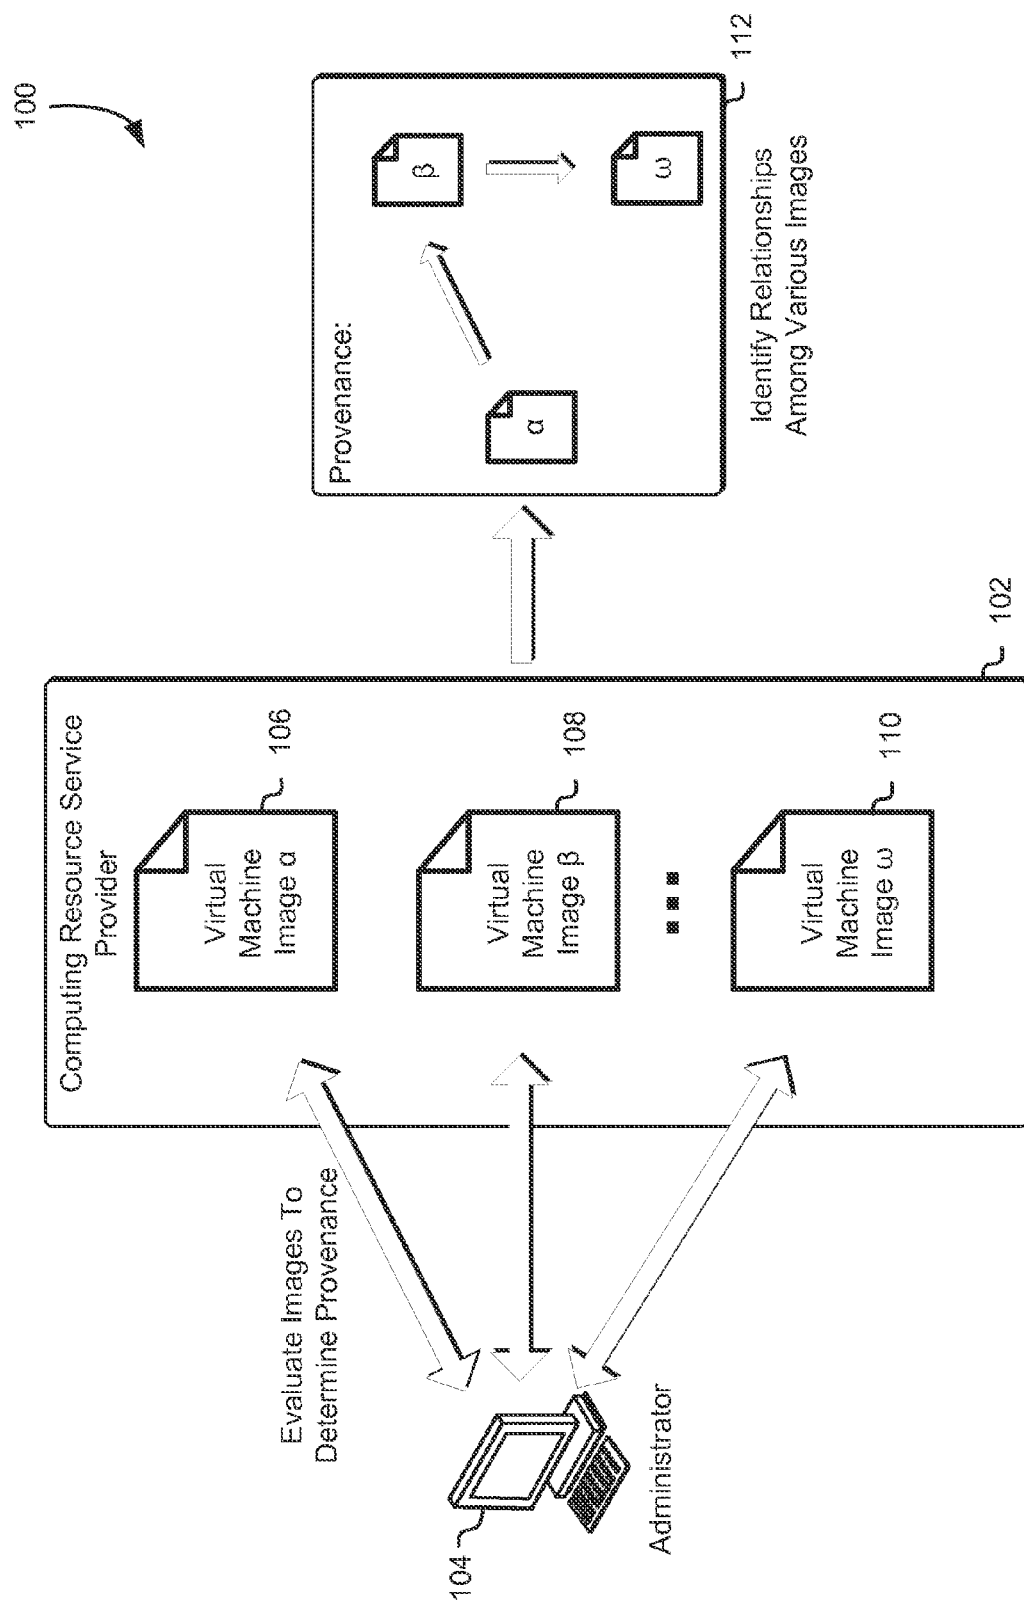 100
Computing Resource Service
Provider
Virtual
Machine
Image α
106
Virtual
Machine
Image β
108
Virtual
Machine
Image ω
110
102
Evaluate Images To
Determine Provenance
104
Administrator
Provenance:
α
β
ω
112
Identify Relationships
Among Various Images